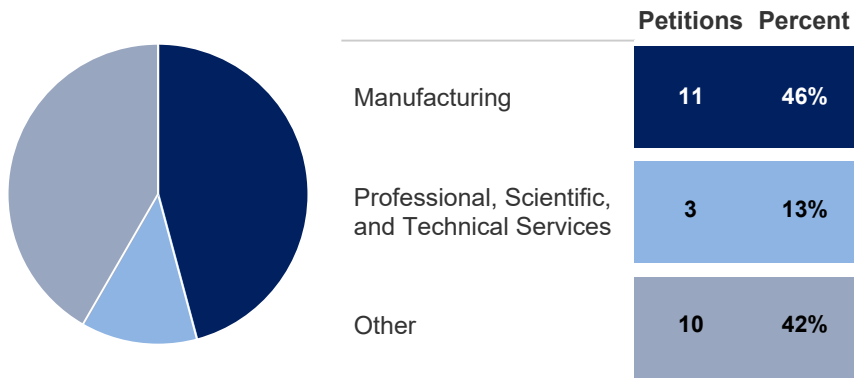 Petitions Percent
Manufacturing 11 46%
Professional, Scientific,
and Technical Services 3 13%
Other 10 42%